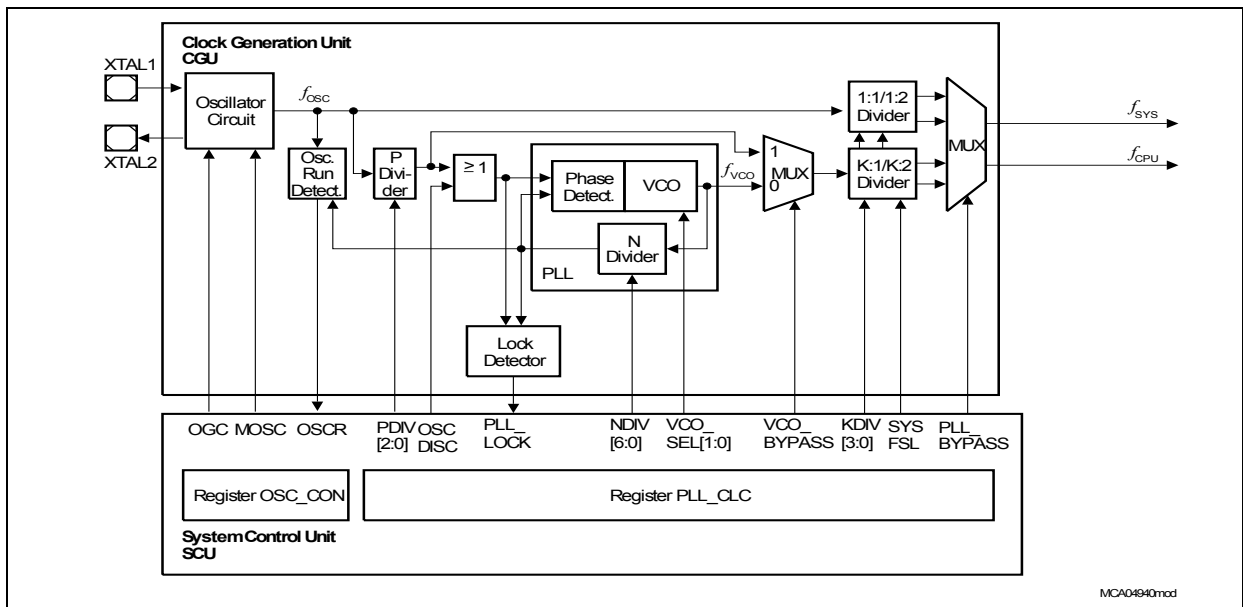 Clock Generation Unit
CGU
XTAL1
XTAL2
Oscillator
Circuit
fOSC
Osc.
Run
Detect.
P
Divi-
der
≥ 1
Phase
Detect.
VCO
N
Divider
PLL
fVCO
1
MUX
0
1:1/1:2
Divider
K:1/K:2
Divider
MUX
fSYS
fCPU
Lock
Detector
OGC
MOSC
OSCR
PDIV
[2:0]
OSC
DISC
PLL_
LOCK
NDIV
[6:0]
VCO_
SEL[1:0]
VCO_
BYPASS
KDIV
[3:0]
SYS
FSL
PLL_
BYPASS
Register OSC_CON
Register PLL_CLC
System Control Unit
SCU
MCA04940mod